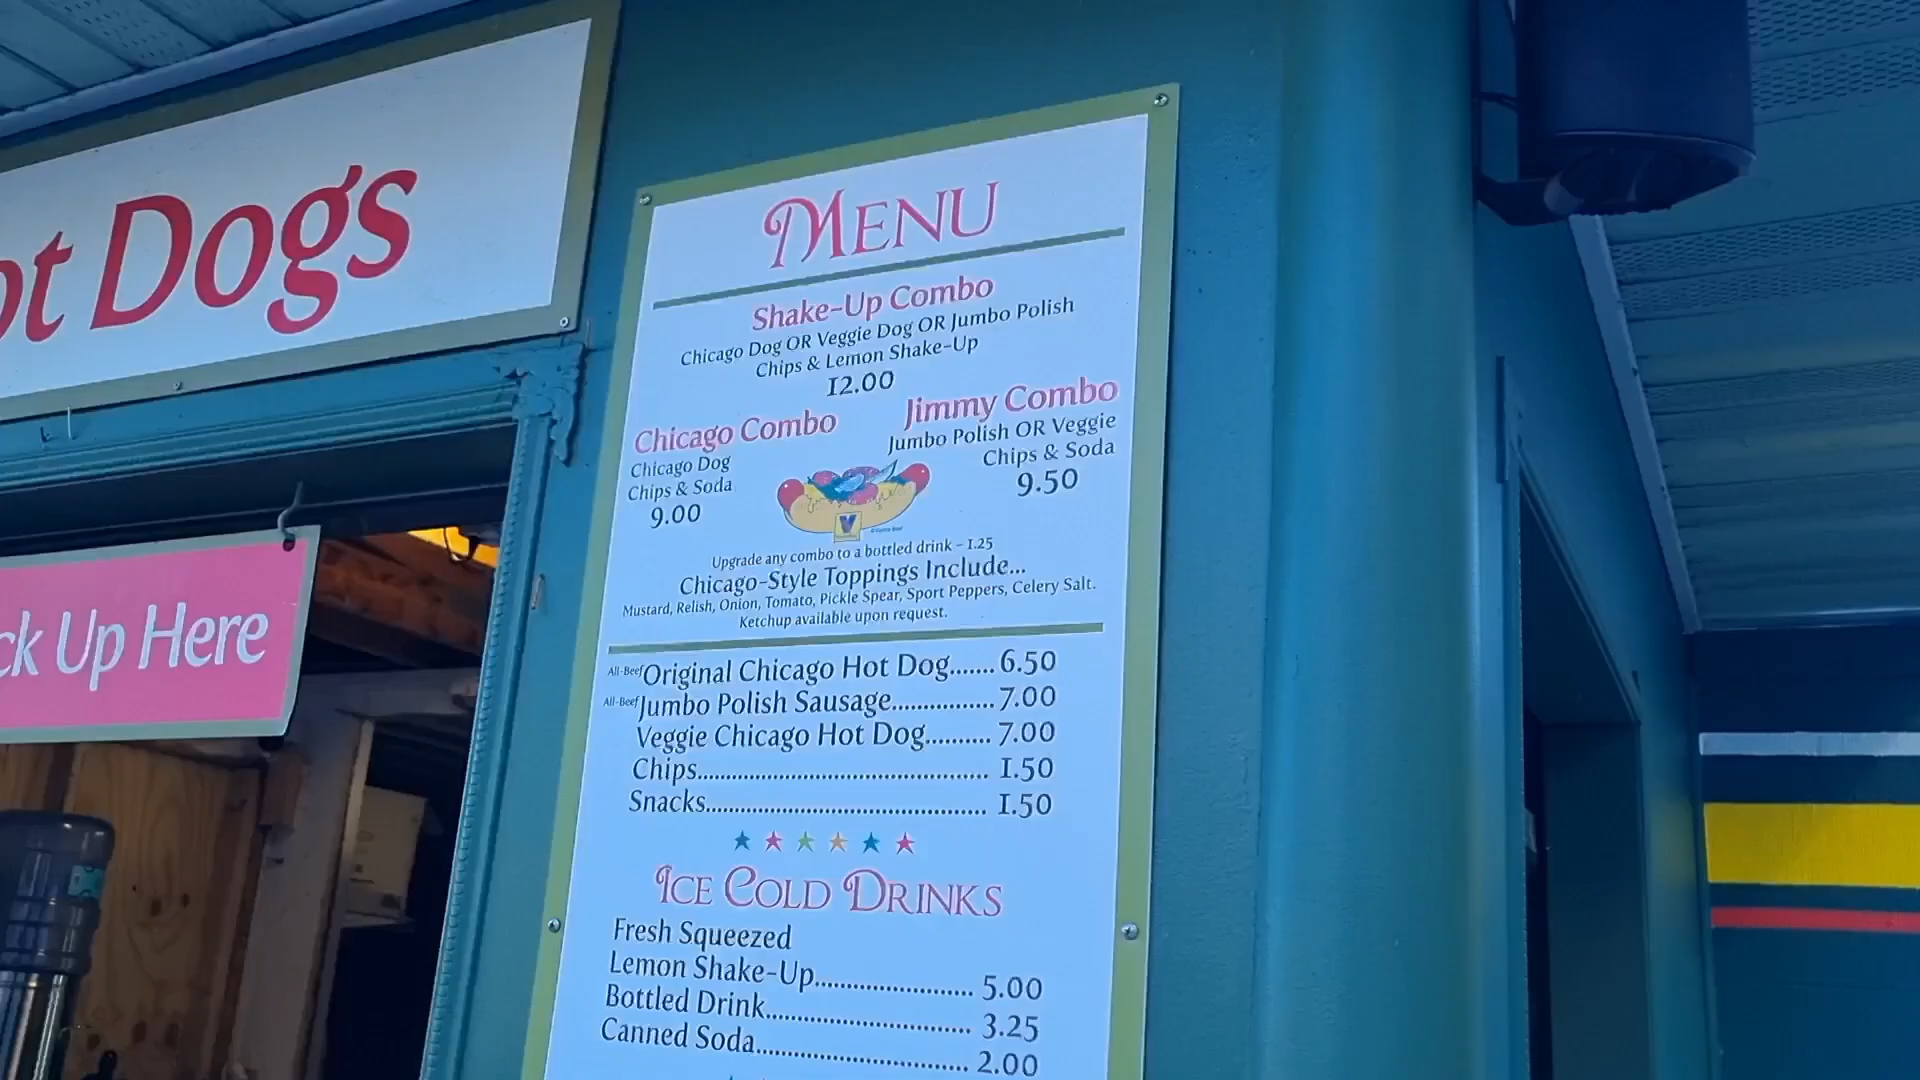 ot Dogs
ck Up Here
MENU
Shake-Up Combo
Chicago Dog OR Veggie Dog OR Jumbo Polish
Chips & Lemon Shake-Up
12.00
Chicago Combo
Chicago Dog
Chips & Soda
9.00
Jimmy Combo
Jumbo Polish OR Veggie
Chips & Soda
9.50
V
Upgrade any combo to a bottled drink - 1.25
Chicago-Style Toppings Include...
Mustard, Relish, Onion, Tomato, Pickle Spear, Sport Peppers, Celery Salt.
Ketchup available upon request.
All-Beef Original Chicago Hot Dog.......6.50
All-Beef Jumbo Polish Sausage................7.00
Veggie Chicago Hot Dog.......... 7.00
Chips.............................................. 1.50
Snacks............................................ 1.50
ICE COLD DRINKS
Fresh Squeezed
Lemon Shake-Up......................... 5.00
Bottled Drink................................. 3.25
Canned Soda.................................. 2.00